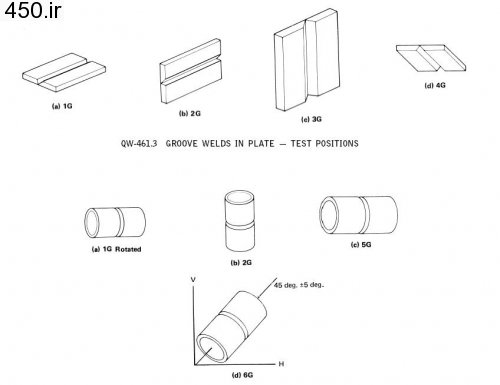 450.ir
(a) 1G
(b) 2G
(c) 3G
(d) 4G
QW-461.3 GROOVE WELDS IN PLATE — TEST POSITIONS
(a) 1G Rotated
(b) 2G
(c) 5G
V
45 deg, ±5 deg.
H
(d) 6G